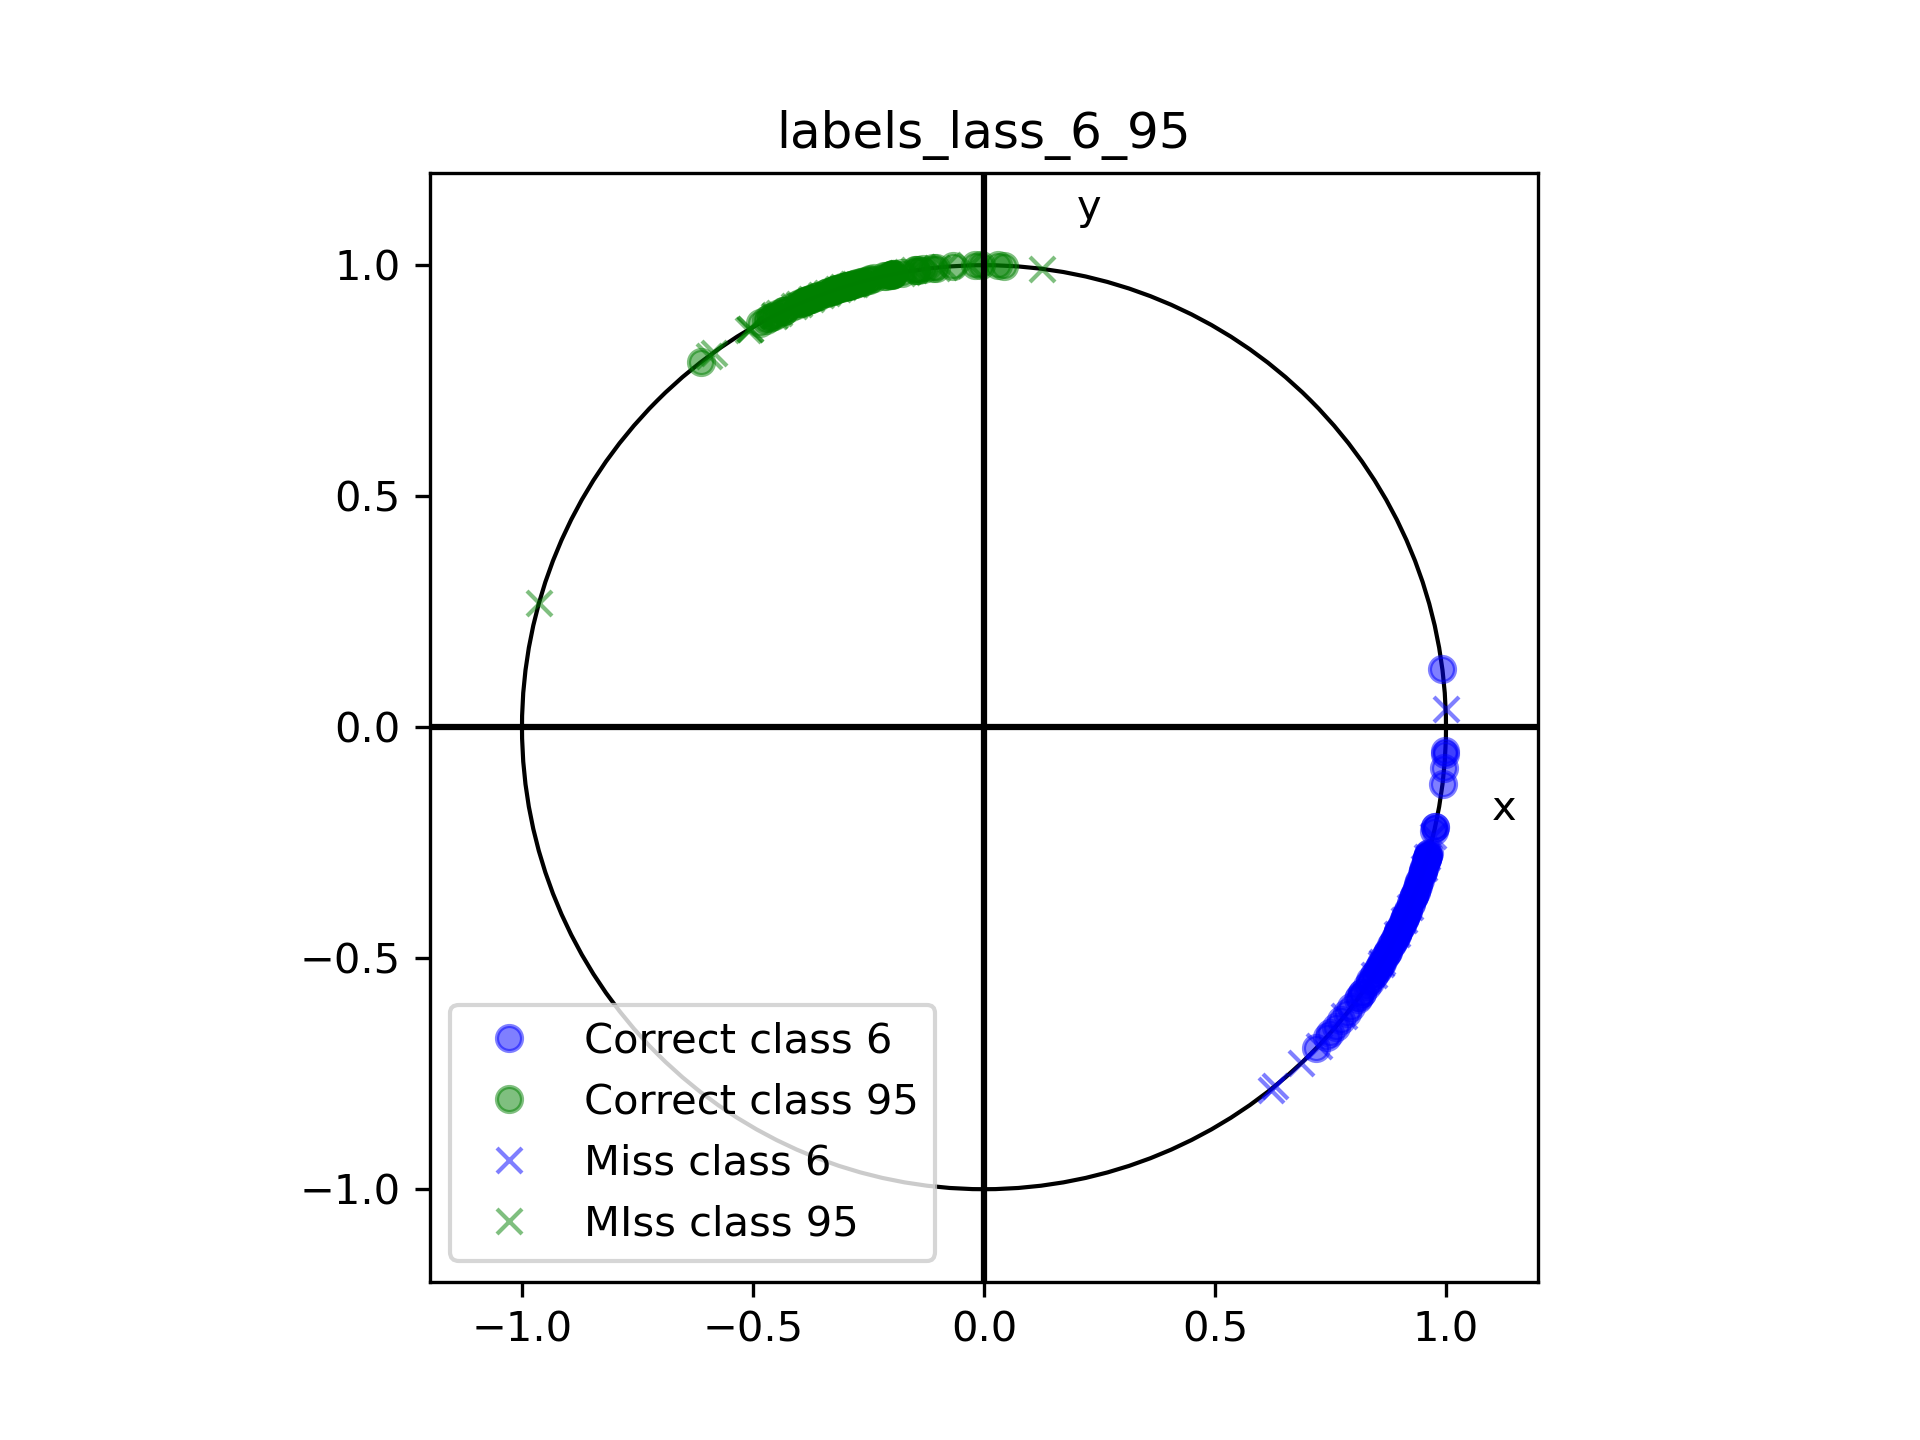 labels_lass_6_95
y
1.0
0.5
0.0
x
−0.5
−1.0
Correct class 6
Correct class 95
Miss class 6
MIss class 95
−1.0 −0.5 0.0 0.5 1.0